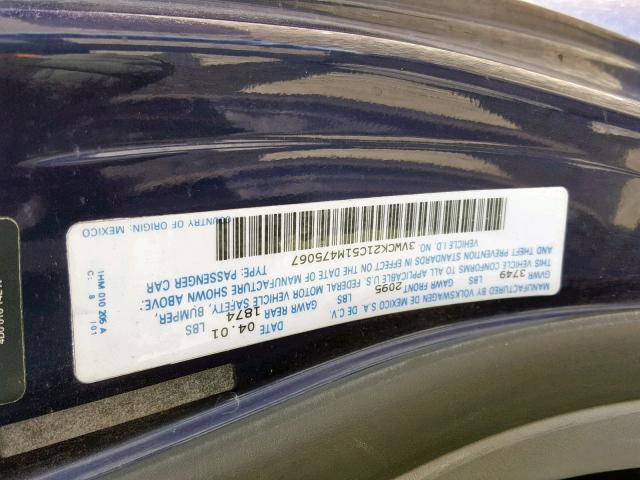 MANUFACTURED BY VOLKSWAGEN DE MEXICO S.A. DE C.V. DATE 04.01
GVWR 3749 LBS GAWR FRONT 2095 LBS GAWR REAR 1874 LBS
THIS VEHICLE CONFORMS TO ALL APPLICABLE U.S. FEDERAL MOTOR VEHICLE SAFETY, BUMPER,
AND THEFT PREVENTION STANDARDS IN EFFECT ON THE DATE OF MANUFACTURE SHOWN ABOVE:
VEHICLE I.D. NO. 3VWCK21C51M475067 TYPE: PASSENGER CAR
COUNTRY OF ORIGIN: MEXICO
1HM 010 205 A
C. 8 101